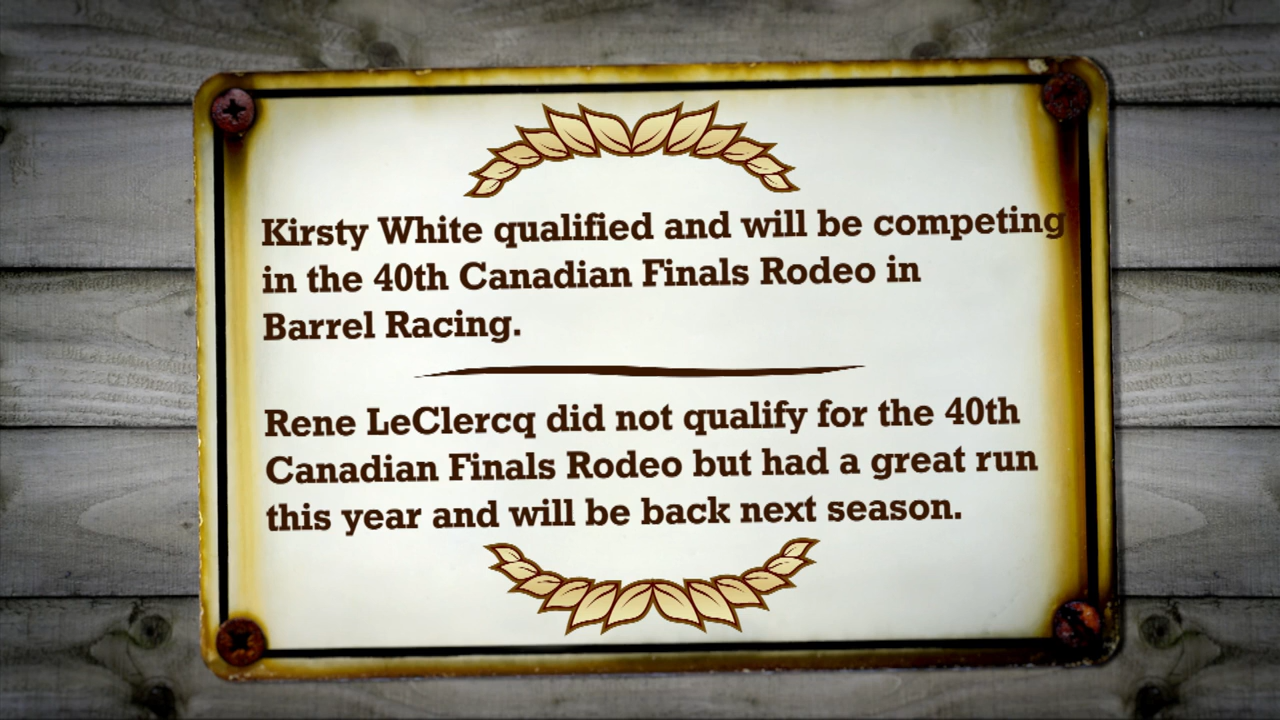 Kirsty White qualified and will be competing
in the 40th Canadian Finals Rodeo in
Barrel Racing.
Rene LeClercq did not qualify for the 40th
Canadian Finals Rodeo but had a great run
this year and will be back next season.